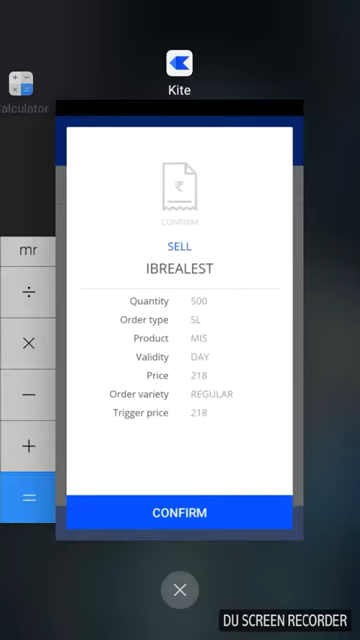 Kite
Calculator
₹
CONFIRM
SELL
IBREALEST
Quantity 500
Order type SL
Product MIS
Validity DAY
Price 218
Order variety REGULAR
Trigger price 218
CONFIRM
mr
÷
×
−
+
=
DU SCREEN RECORDER